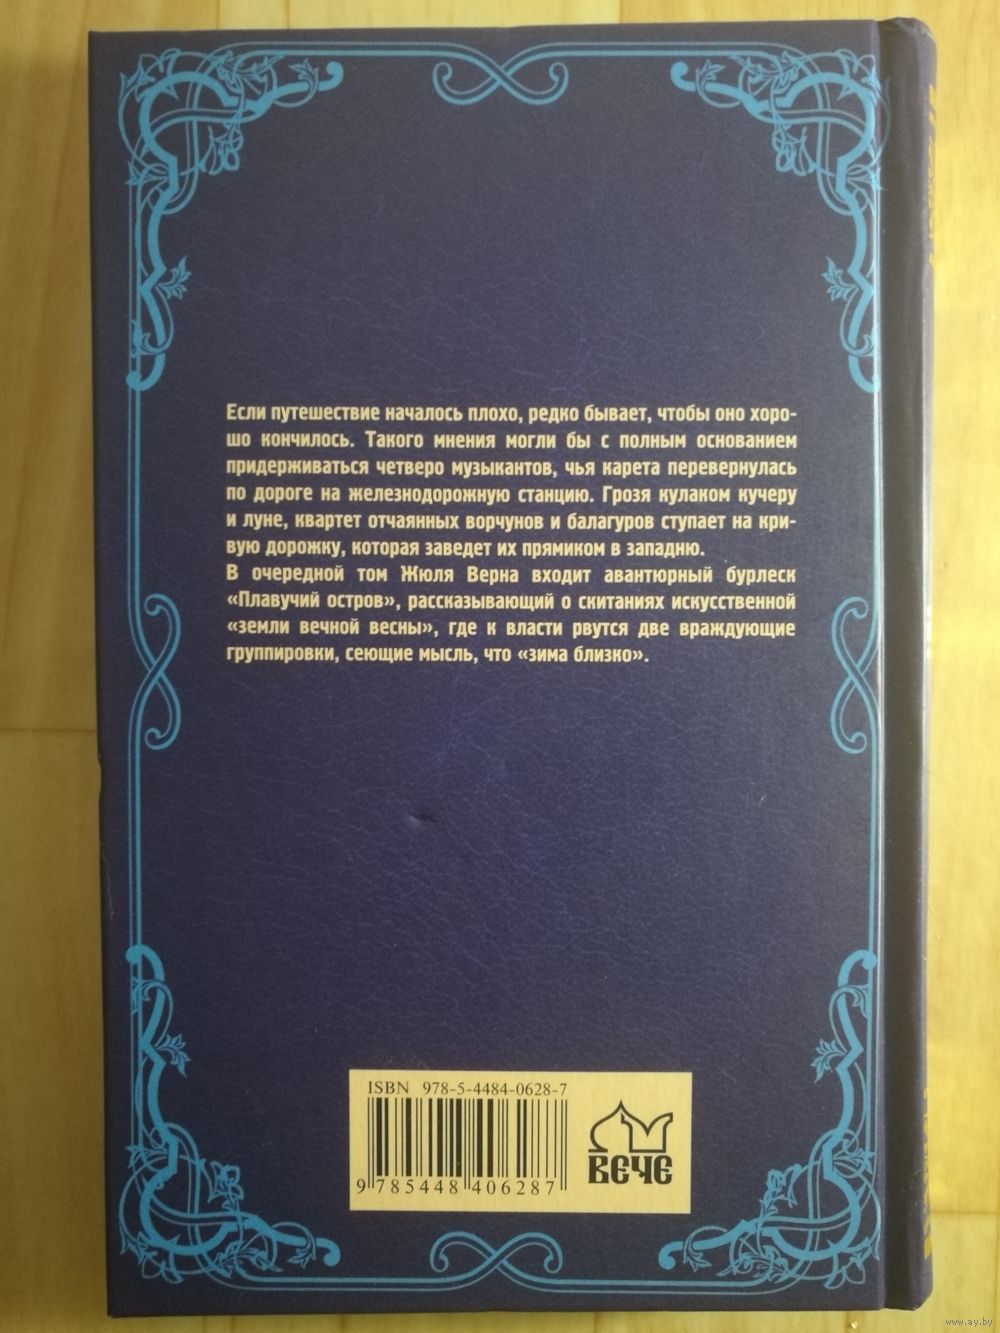 Если путешествие началось плохо, редко бывает, чтобы оно хоро-
шо кончилось. Такого мнения могли бы с полным основанием
придерживаться четверо музыкантов, чья карета перевернулась
по дороге на железнодорожную станцию. Грозя кулаком кучеру
и луне, квартет отчаянных ворчунов и балагуров ступает на кри-
вую дорожку, которая заведет их прямиком в западню.
В очередной том Жюля Верна входит авантюрный бурлеск
«Плавучий остров», рассказывающий о скитаниях искусственной
«земли вечной весны», где к власти рвутся две враждующие
группировки, сеющие мысль, что «зима близко».
ISBN 978-5-4484-0628-7
9 785448 406287
ВЕЧЕ
www.ay.by